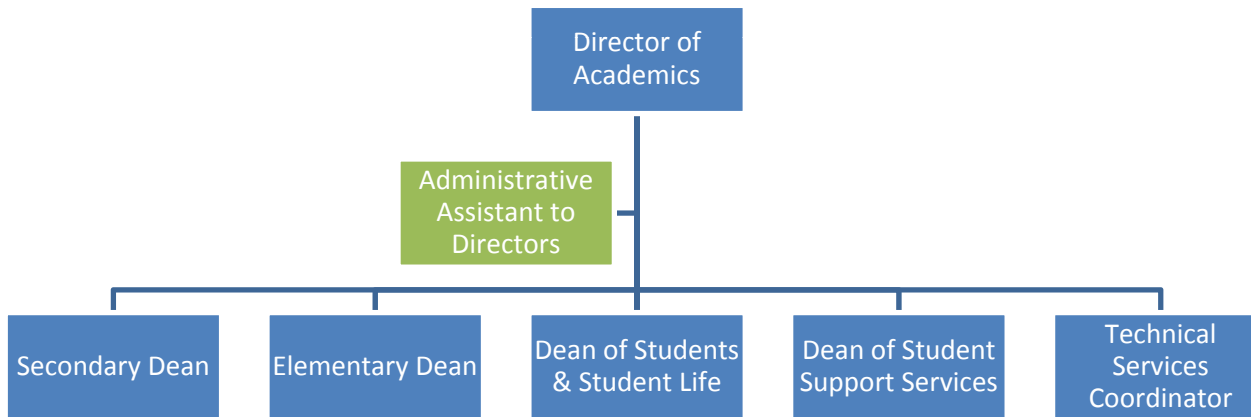 Director of
Academics
Administrative
Assistant to
Directors
Secondary Dean
Elementary Dean
Dean of Students
& Student Life
Dean of Student
Support Services
Technical
Services
Coordinator